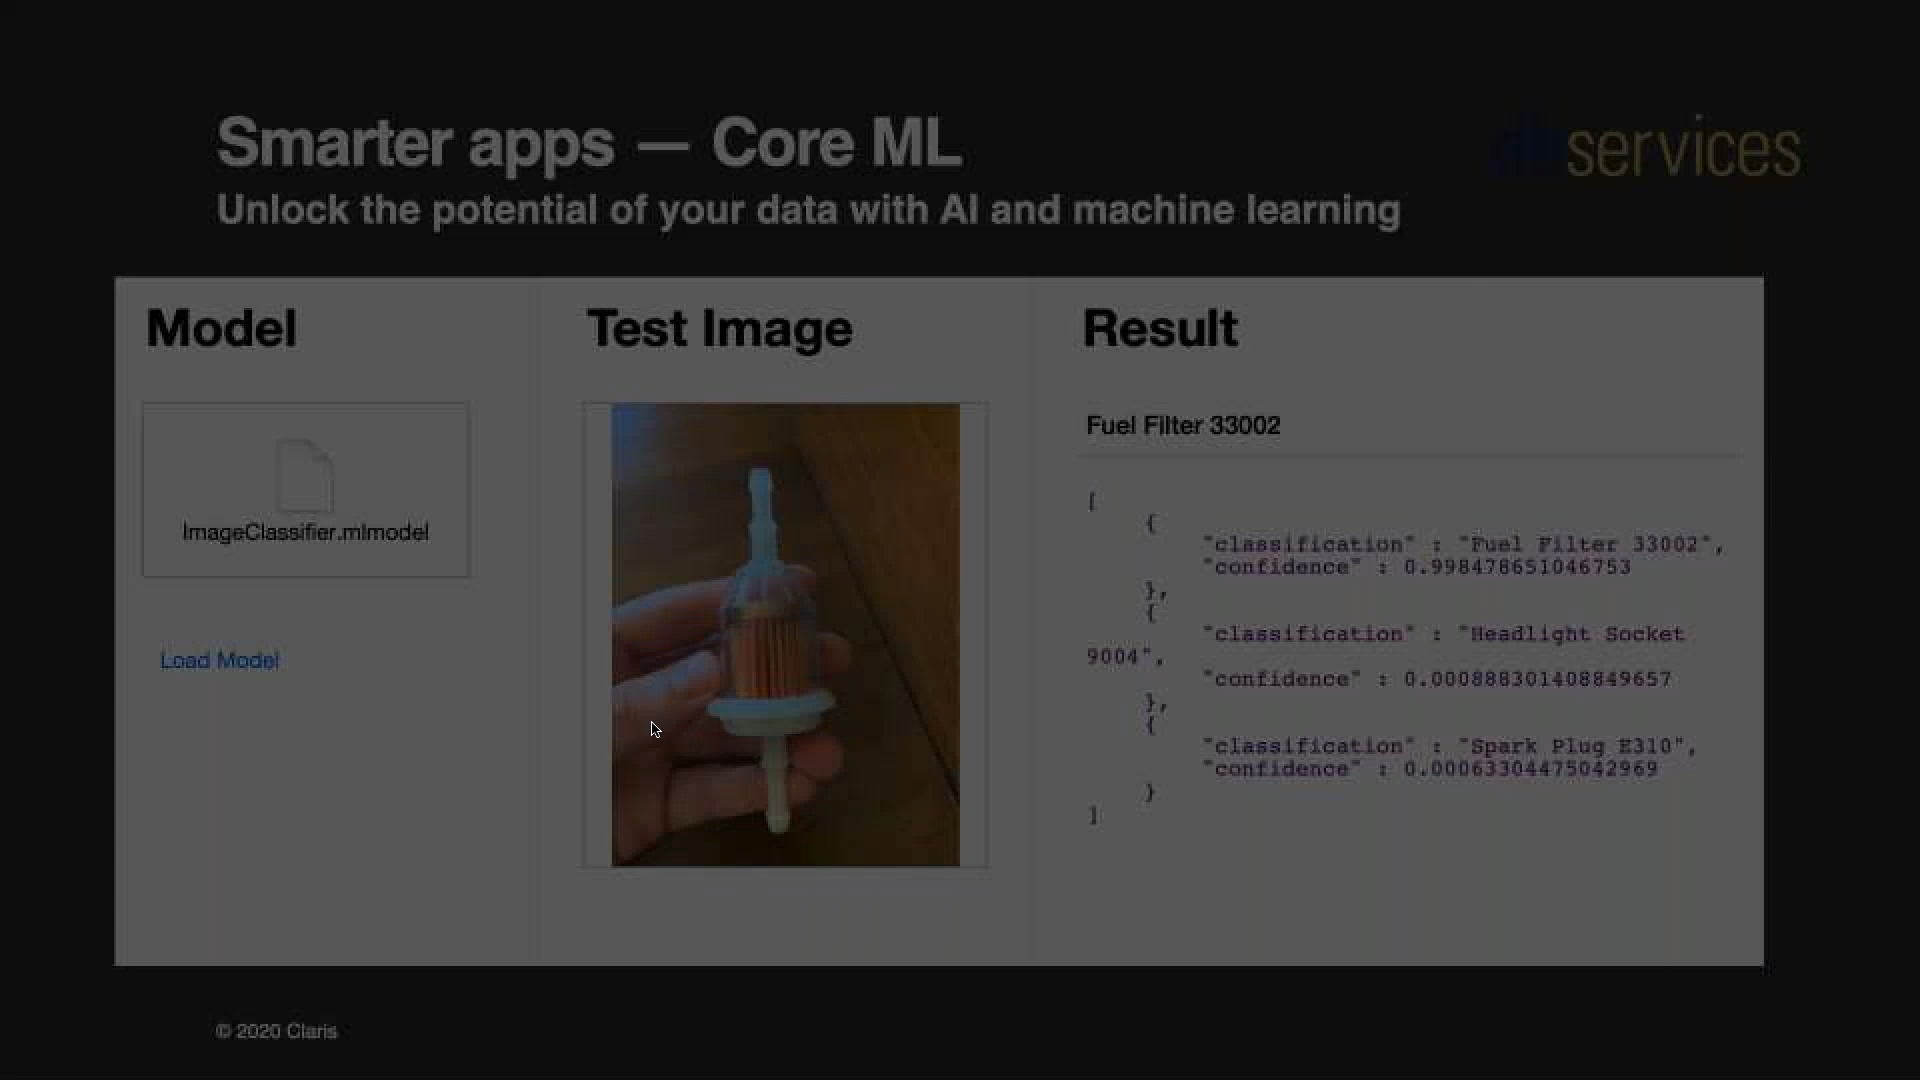 Smarter apps — Core ML
services
Unlock the potential of your data with AI and machine learning
Model
Test Image
Result
ImageClassifier.mlmodel
Load Model
Fuel Filter 33002
[
{
"classification" : "Fuel Filter 33002",
"confidence" : 0.998478651046753
},
{
"classification" : "Headlight Socket
9004",
"confidence" : 0.000888301408849657
},
{
"classification" : "Spark Plug E310",
"confidence" : 0.000633044750429​69
}
]
© 2020 Claris